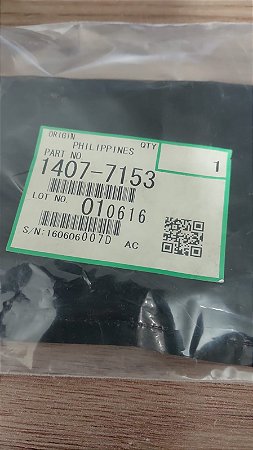 ORIGIN QTY
PHILIPPINES 1
PART NO
1407-7153
LOT NO. 010616
S/N:160606007D AC